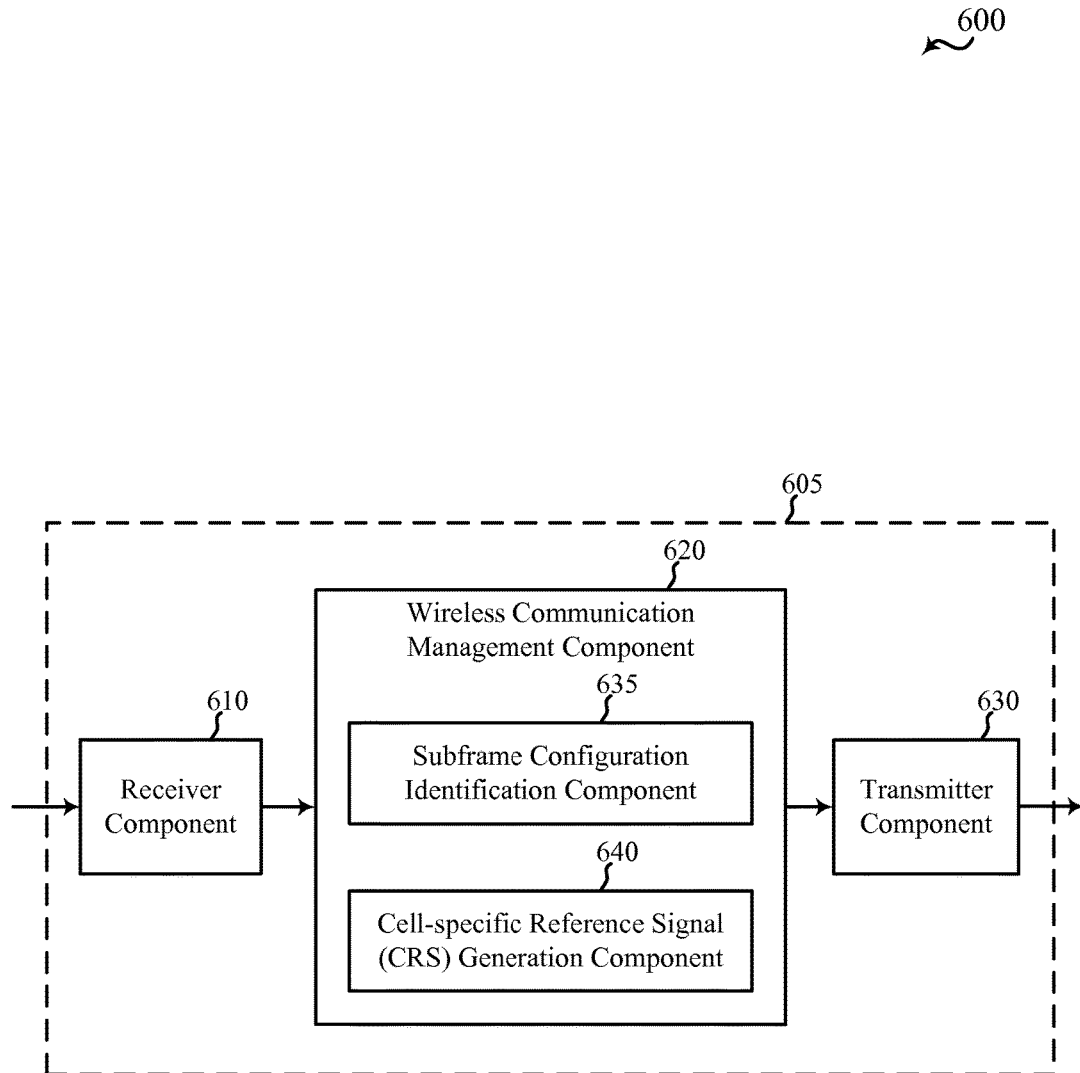 600
605
620
Wireless Communication
Management Component
635
Subframe Configuration
Identification Component
640
Cell-specific Reference Signal
(CRS) Generation Component
610
Receiver
Component
630
Transmitter
Component